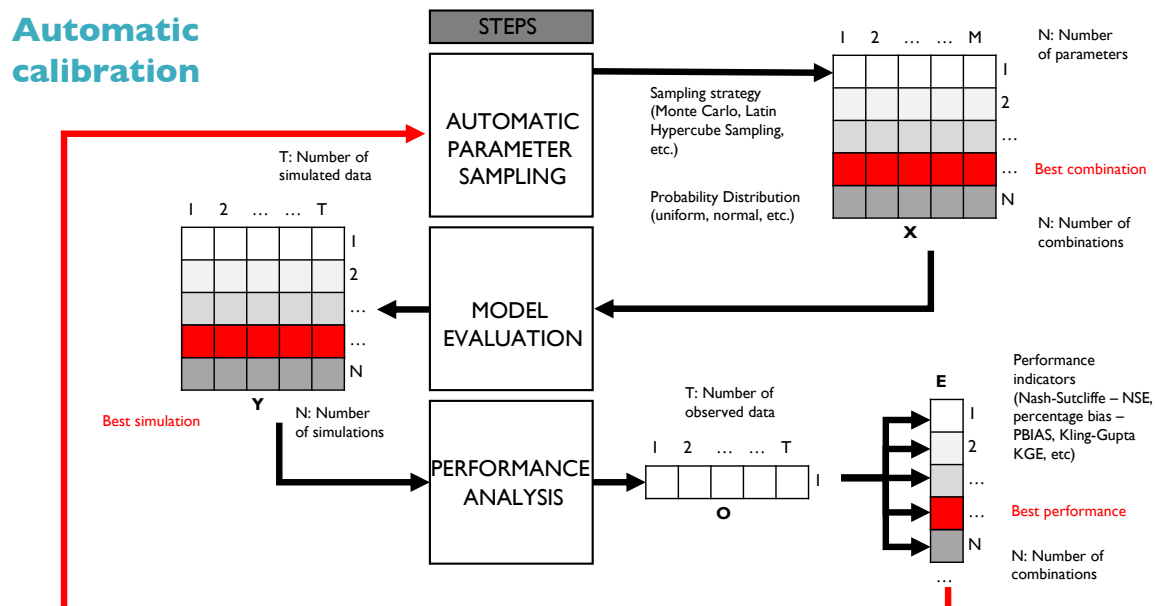 Automatic
calibration
STEPS
AUTOMATIC
PARAMETER
SAMPLING
Sampling strategy
(Monte Carlo, Latin
Hypercube Sampling,
etc.)
Probability Distribution
(uniform, normal, etc.)
1 2 … … M
1
2
…
…
N
X
N: Number
of parameters
Best combination
N: Number of
combinations
T: Number of
simulated data
1 2 … … T
1
2
…
…
N
Y
Best simulation
N: Number
of simulations
MODEL
EVALUATION
PERFORMANCE
ANALYSIS
T: Number of
observed data
1 2 … … T
1
O
E
1
2
…
…
N
…
Performance
indicators
(Nash-Sutcliffe – NSE,
percentage bias –
PBIAS, Kling-Gupta
KGE, etc)
Best performance
N: Number of
combinations